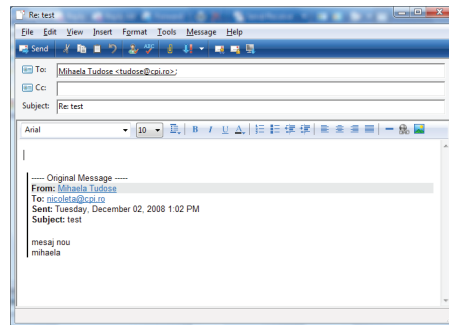 Re: test
File Edit View Insert Format Tools Message Help
Send
To: Mihaela Tudose <tudose@cpi.ro>;
Cc:
Subject: Re: test
Arial 10 B I U A
----- Original Message -----
From: Mihaela Tudose
To: nicoleta@cpi.ro
Sent: Tuesday, December 02, 2008 1:02 PM
Subject: test
mesaj nou
mihaela